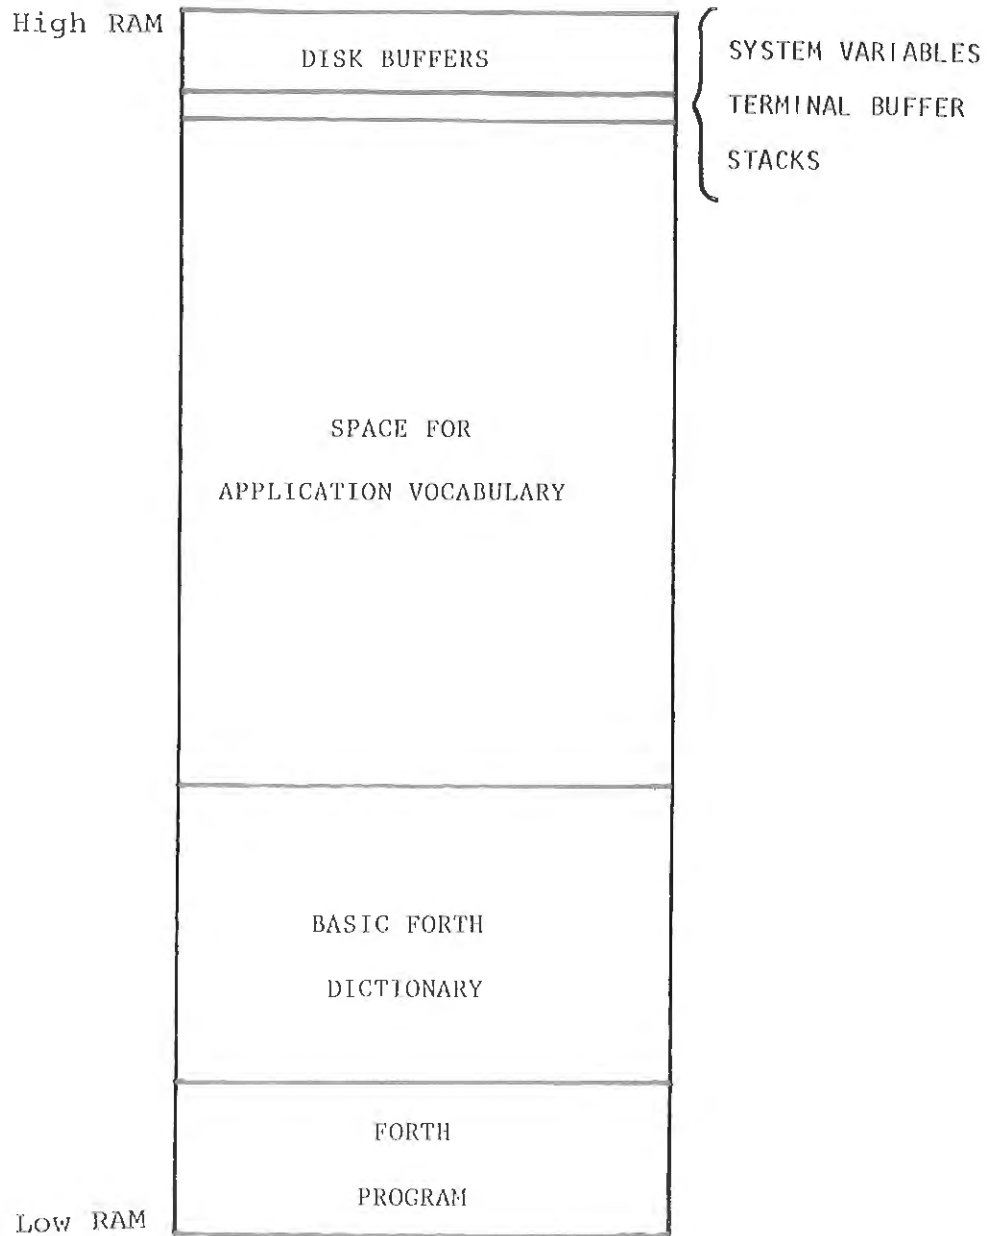 High RAM
DISK BUFFERS
SYSTEM VARIABLES
TERMINAL BUFFER
STACKS
SPACE FOR
APPLICATION VOCABULARY
BASIC FORTH
DICTIONARY
FORTH
PROGRAM
Low RAM